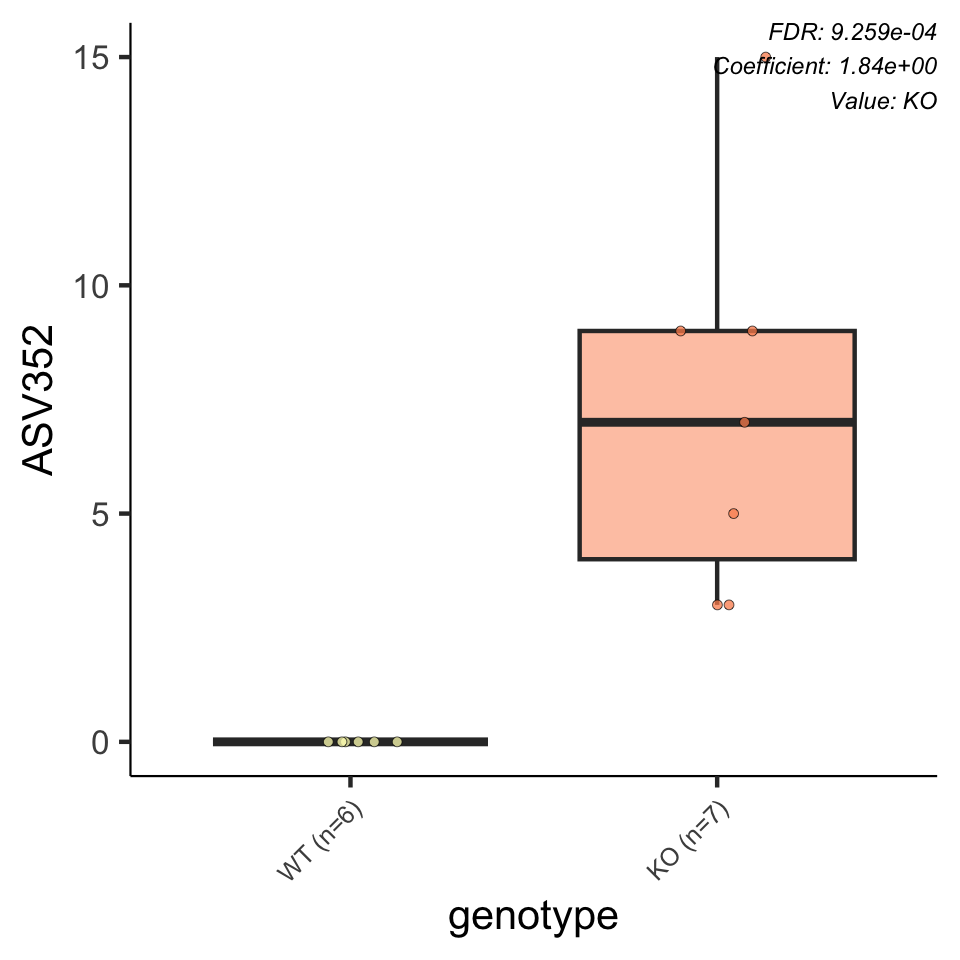 FDR: 9.259e-04
Coefficient: 1.84e+00
Value: KO
15
10
5
0
ASV352
WT (n=6)
KO (n=7)
genotype